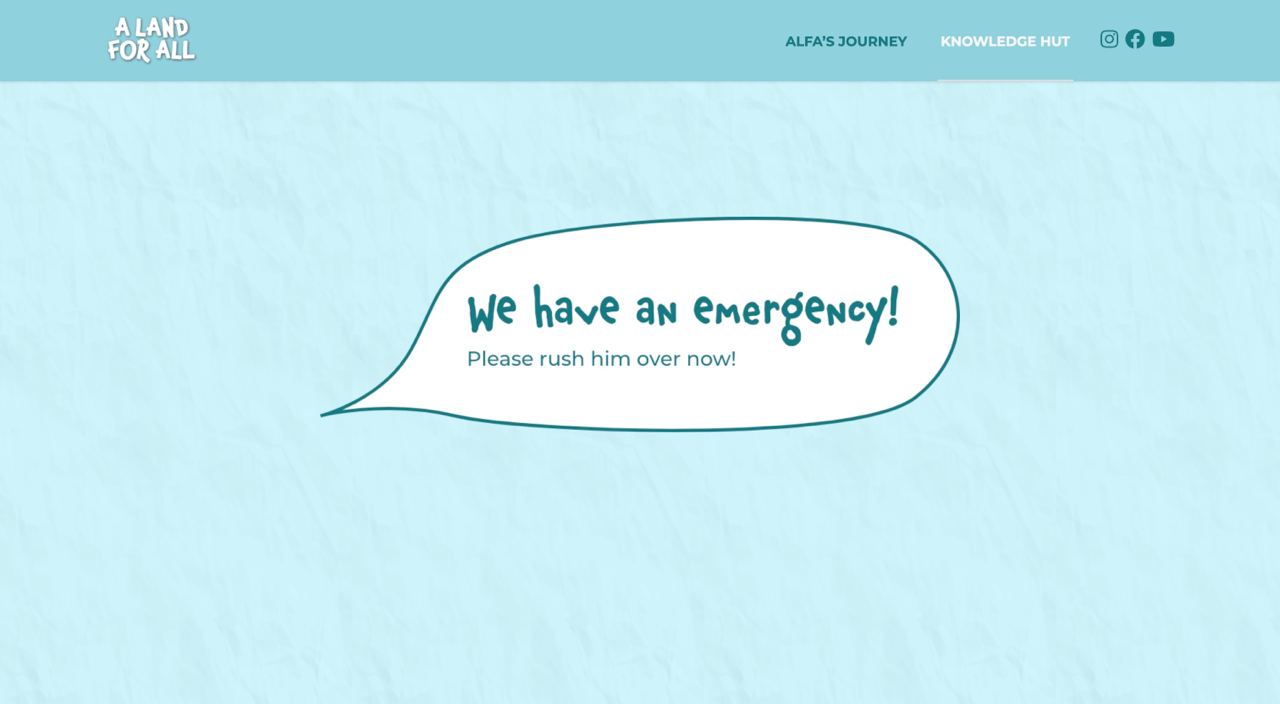 A LAND
FOR ALL
ALFA’S JOURNEY
KNOWLEDGE HUT
We have an emergency!
Please rush him over now!